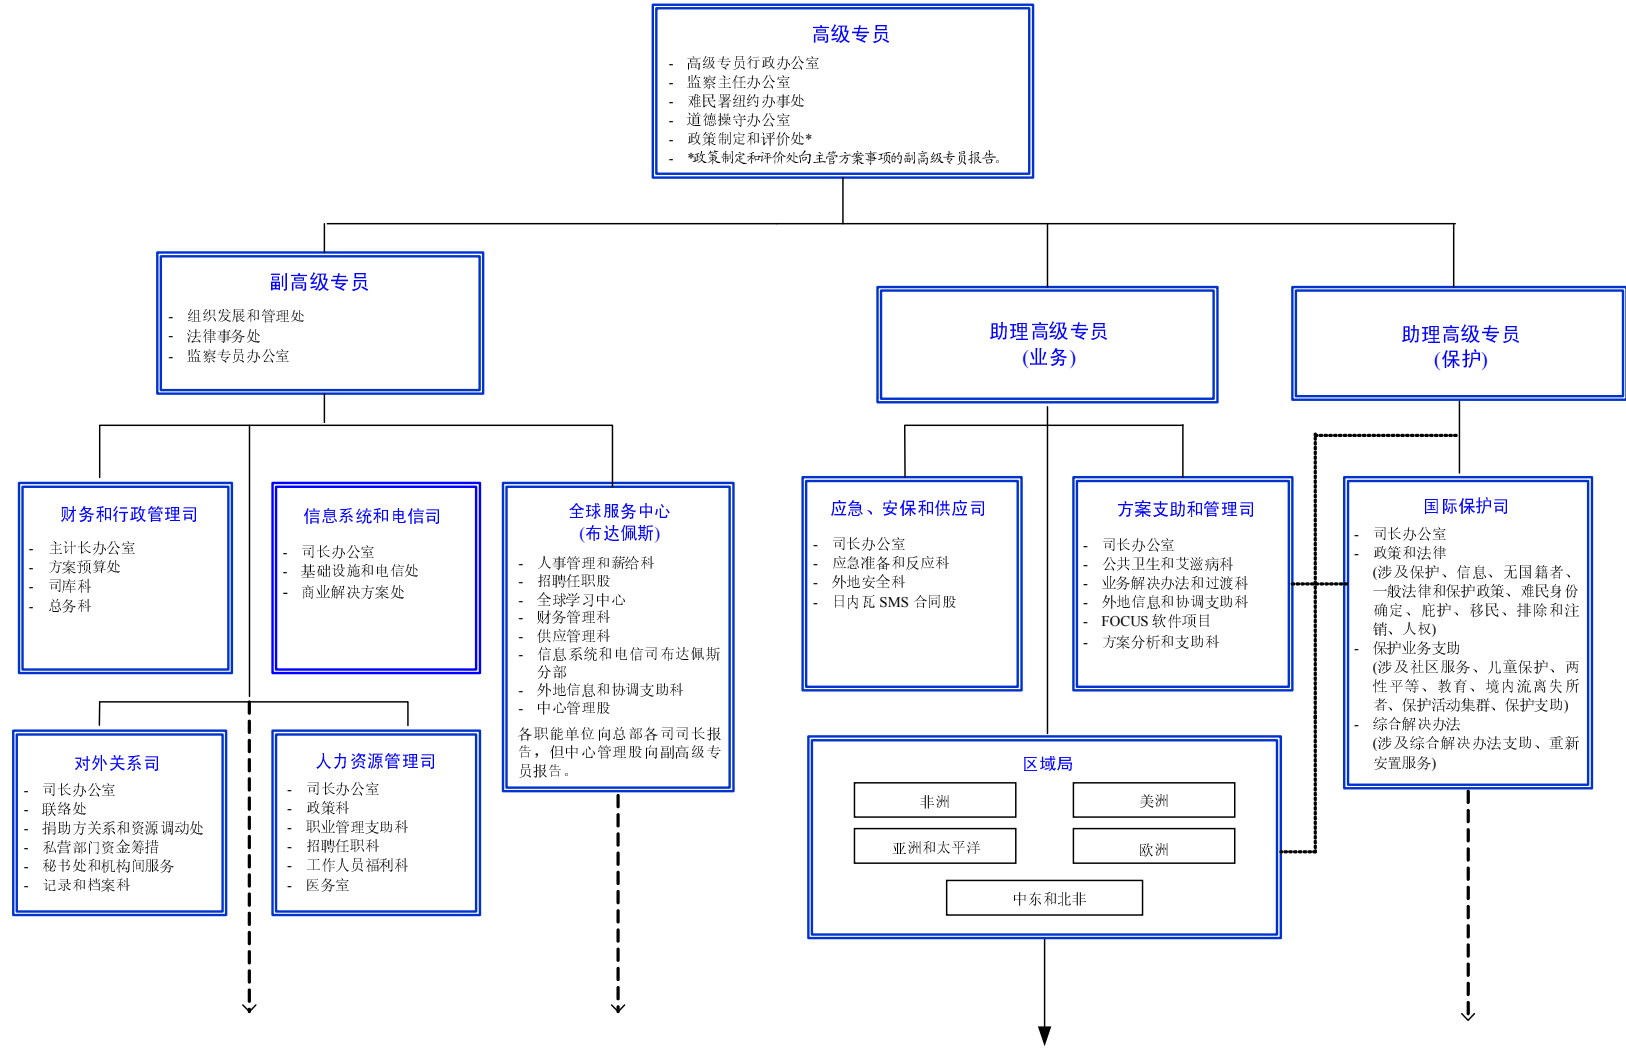 高级专员
- 高级专员行政办公室
- 监察主任办公室
- 难民署纽约办事处
- 道德操守办公室
- 政策制定和评价处*
- *政策制定和评价处向主管方案事项的副高级专员报告。
副高级专员
- 组织发展和管理处
- 法律事务处
- 监察专员办公室
助理高级专员
(业务)
助理高级专员
(保护)
财务和行政管理司
- 主计长办公室
- 方案预算处
- 司库科
- 总务科
信息系统和电信司
- 司长办公室
- 基础设施和电信处
- 商业解决方案处
全球服务中心
(布达佩斯)
- 人事管理和薪给科
- 招聘任职股
- 全球学习中心
- 财务管理科
- 供应管理科
- 信息系统和电信司布达佩斯
分部
- 外地信息和协调支助科
- 中心管理股
各职能单位向总部各司司长报
告，但中心管理股向副高级专
员报告。
应急、安保和供应司
- 司长办公室
- 应急准备和反应科
- 外地安全科
- 日内瓦 SMS 合同股
方案支助和管理司
- 司长办公室
- 公共卫生和艾滋病科
- 业务解决办法和过渡科
- 外地信息和协调支助科
- FOCUS 软件项目
- 方案分析和支助科
国际保护司
- 司长办公室
- 政策和法律
(涉及保护、信息、无国籍者、
一般法律和保护政策、难民身份
确定、庇护、移民、排除和注
销、人权)
- 保护业务支助
(涉及社区服务、儿童保护、两
性平等、教育、境内流离失所
者、保护活动集群、保护支助)
- 综合解决办法
(涉及综合解决办法支助、重新
安置服务)
对外关系司
- 司长办公室
- 联络处
- 捐助方关系和资源调动处
- 私营部门资金筹措
- 秘书处和机构间服务
- 记录和档案科
人力资源管理司
- 司长办公室
- 政策科
- 职业管理支助科
- 招聘任职科
- 工作人员福利科
- 医务室
区域局
非洲
美洲
亚洲和太平洋
欧洲
中东和北非